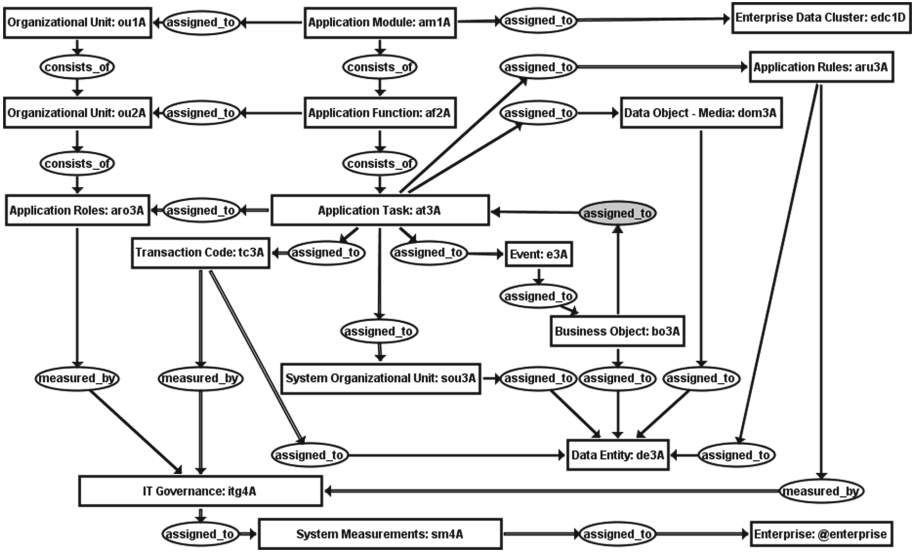 Organizational Unit: ou1A
assigned_to
Application Module: am1A
assigned_to
Enterprise Data Cluster: edc1D
consists_of
consists_of
assigned_to
Application Rules: aru3A
Organizational Unit: ou2A
assigned_to
Application Function: af2A
assigned_to
Data Object - Media: dom3A
consists_of
consists_of
Application Roles: aro3A
assigned_to
Application Task: at3A
assigned_to
Transaction Code: tc3A
assigned_to
assigned_to
Event: e3A
assigned_to
assigned_to
Business Object: bo3A
measured_by
measured_by
System Organizational Unit: sou3A
assigned_to
assigned_to
assigned_to
assigned_to
Data Entity: de3A
assigned_to
IT Governance: itg4A
measured_by
assigned_to
System Measurements: sm4A
assigned_to
Enterprise: @enterprise